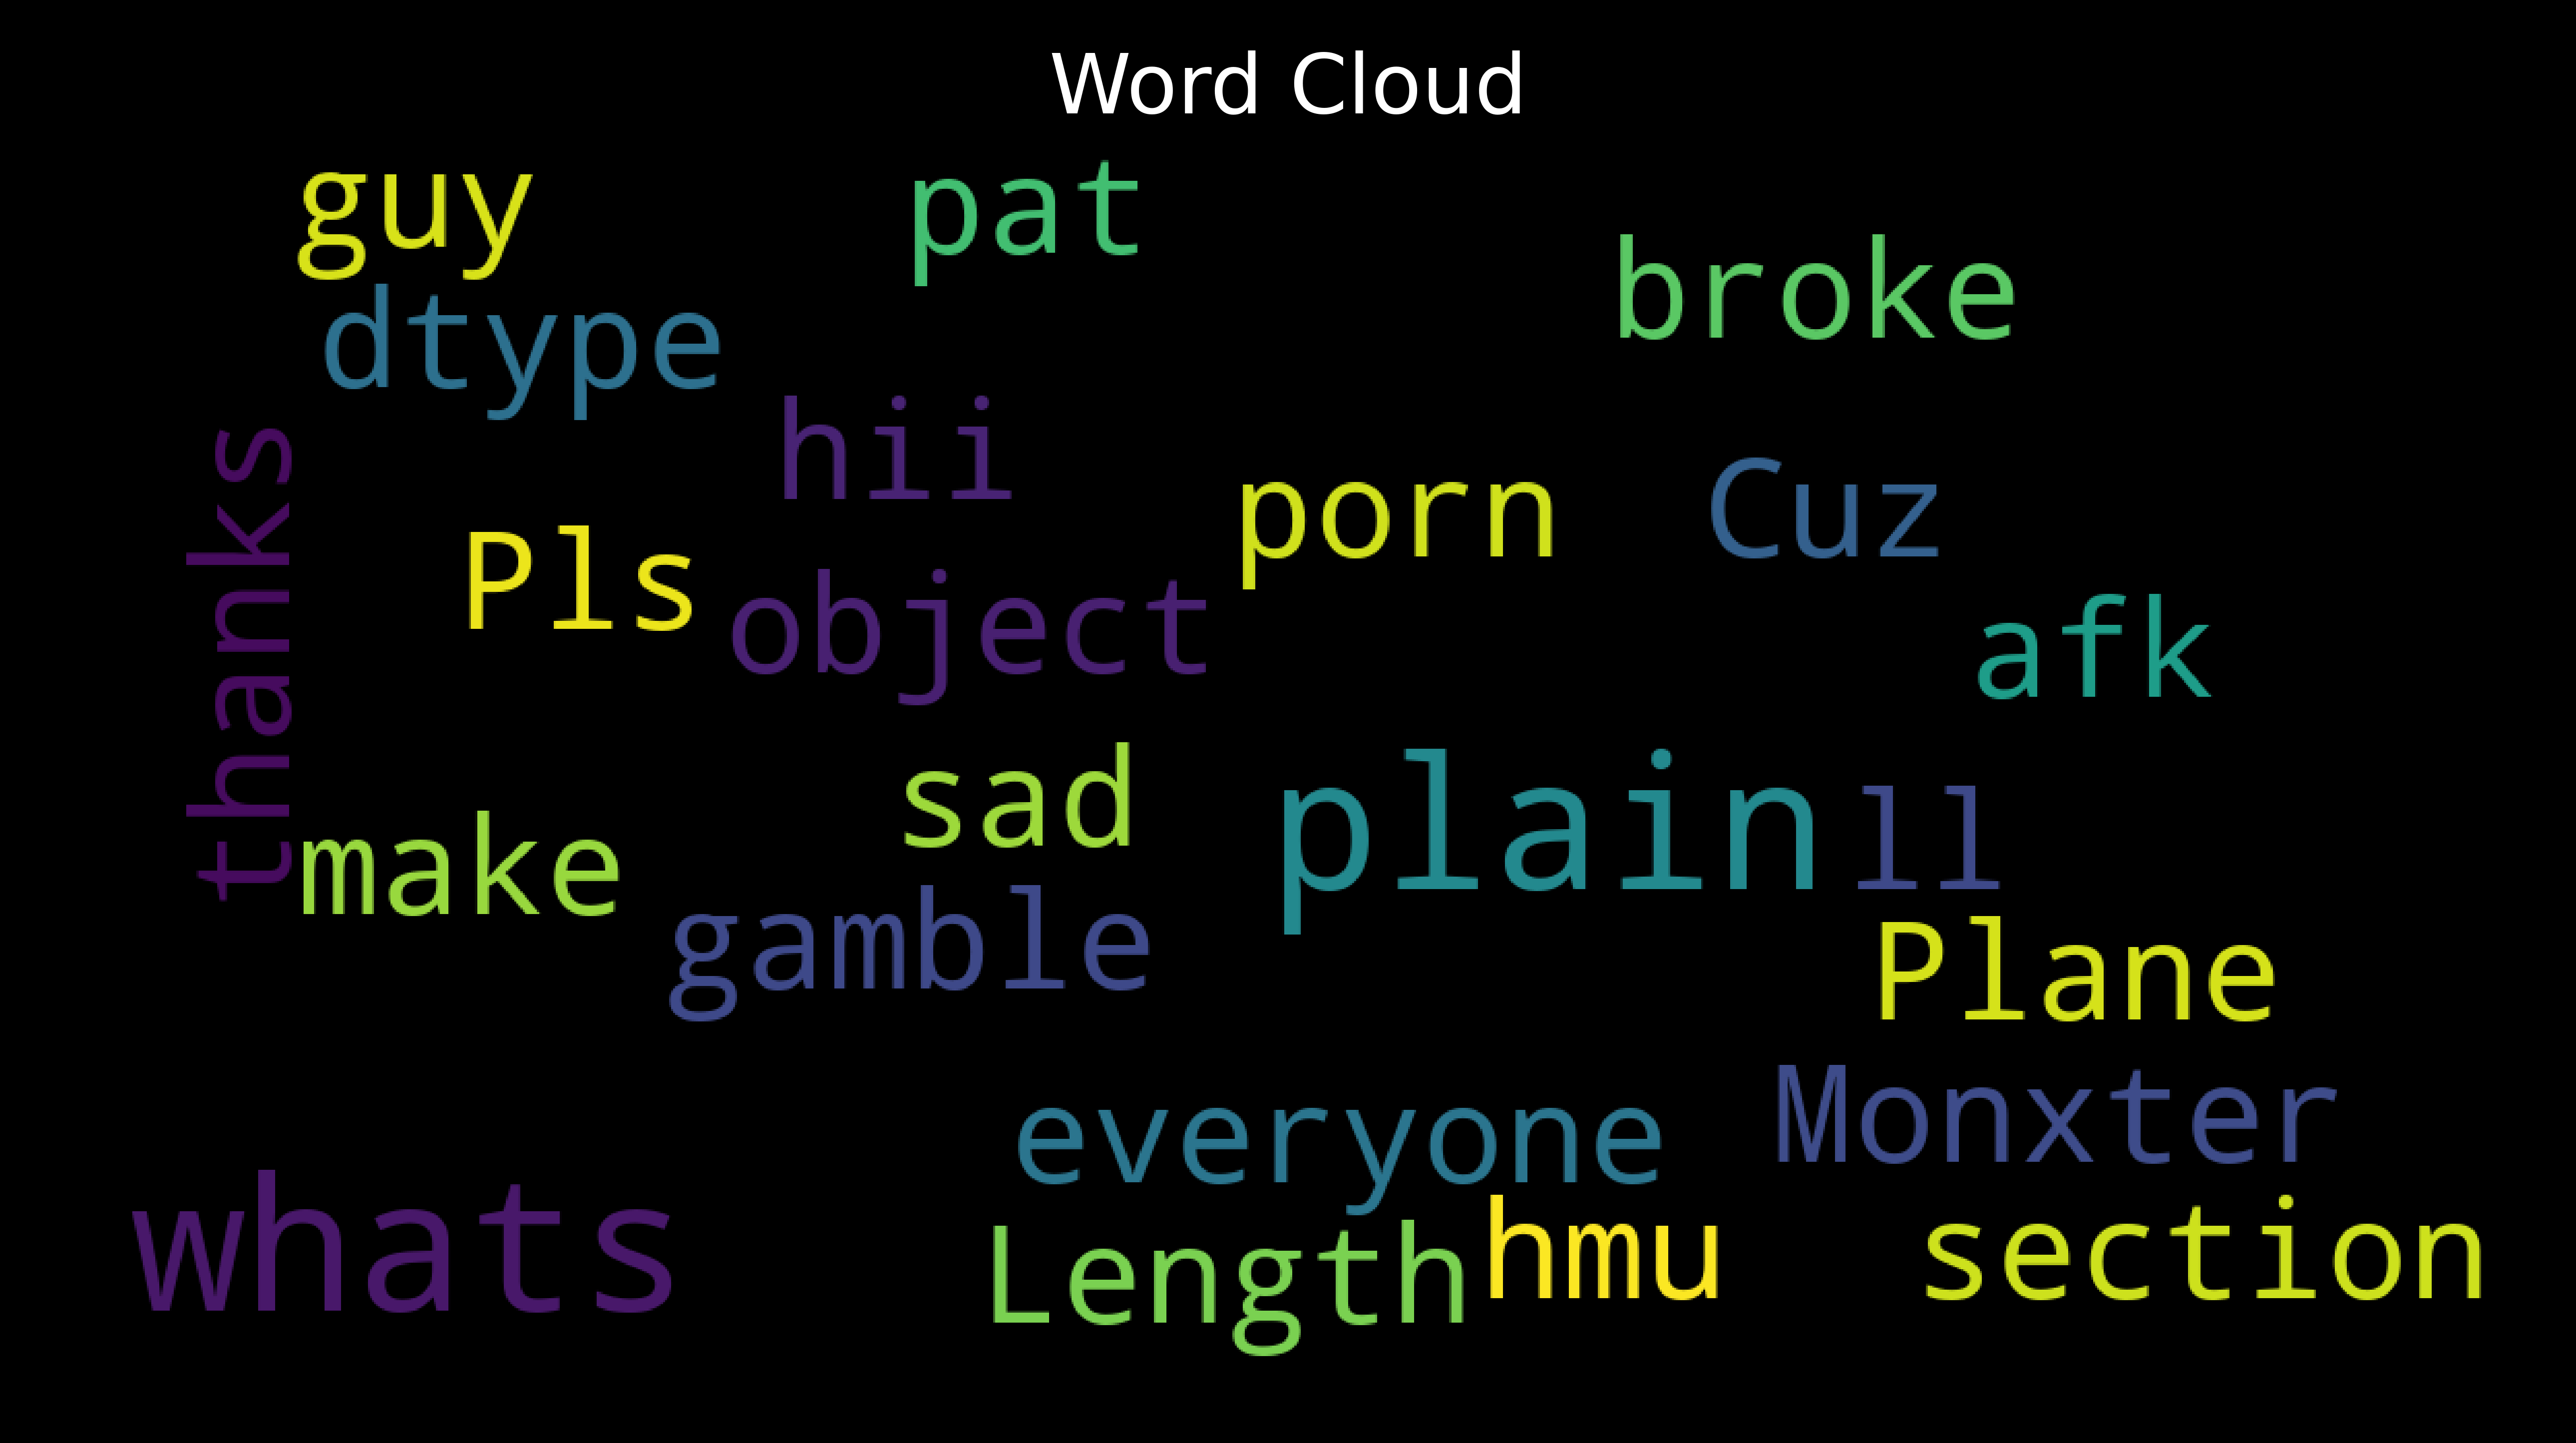 Word Cloud
guy
pat
broke
dtype
hii
porn
Cuz
thanks
Pls
object
afk
sad
plain
ll
make
gamble
Plane
everyone
Monxter
whats
Length
hmu
section